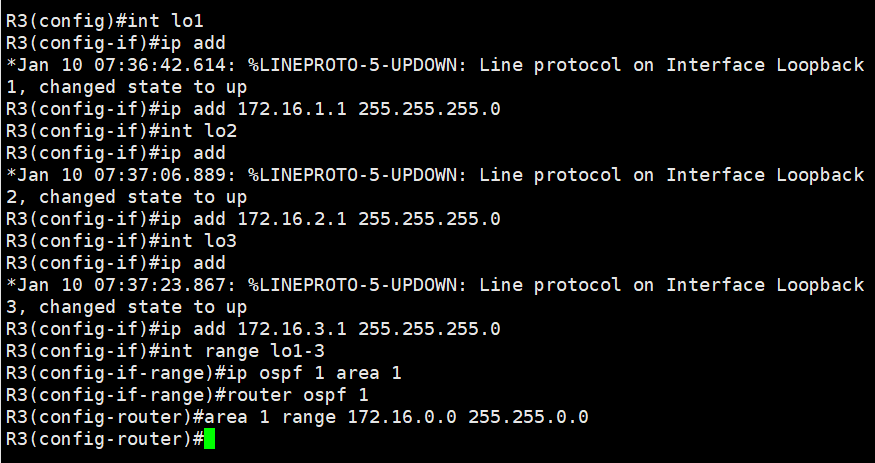 R3(config)#int lo1
R3(config-if)#ip add
*Jan 10 07:36:42.614: %LINEPROTO-5-UPDOWN: Line protocol on Interface Loopback
1, changed state to up
R3(config-if)#ip add 172.16.1.1 255.255.255.0
R3(config-if)#int lo2
R3(config-if)#ip add
*Jan 10 07:37:06.889: %LINEPROTO-5-UPDOWN: Line protocol on Interface Loopback
2, changed state to up
R3(config-if)#ip add 172.16.2.1 255.255.255.0
R3(config-if)#int lo3
R3(config-if)#ip add
*Jan 10 07:37:23.867: %LINEPROTO-5-UPDOWN: Line protocol on Interface Loopback
3, changed state to up
R3(config-if)#ip add 172.16.3.1 255.255.255.0
R3(config-if)#int range lo1-3
R3(config-if-range)#ip ospf 1 area 1
R3(config-if-range)#router ospf 1
R3(config-router)#area 1 range 172.16.0.0 255.255.0.0
R3(config-router)#